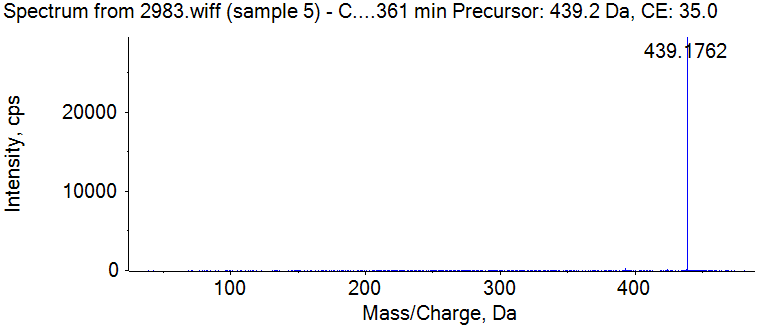 Spectrum from 2983.wiff (sample 5) - C....361 min Precursor: 439.2 Da, CE: 35.0
439.1762
Intensity, cps
20000
10000
0
100 200 300 400
Mass/Charge, Da